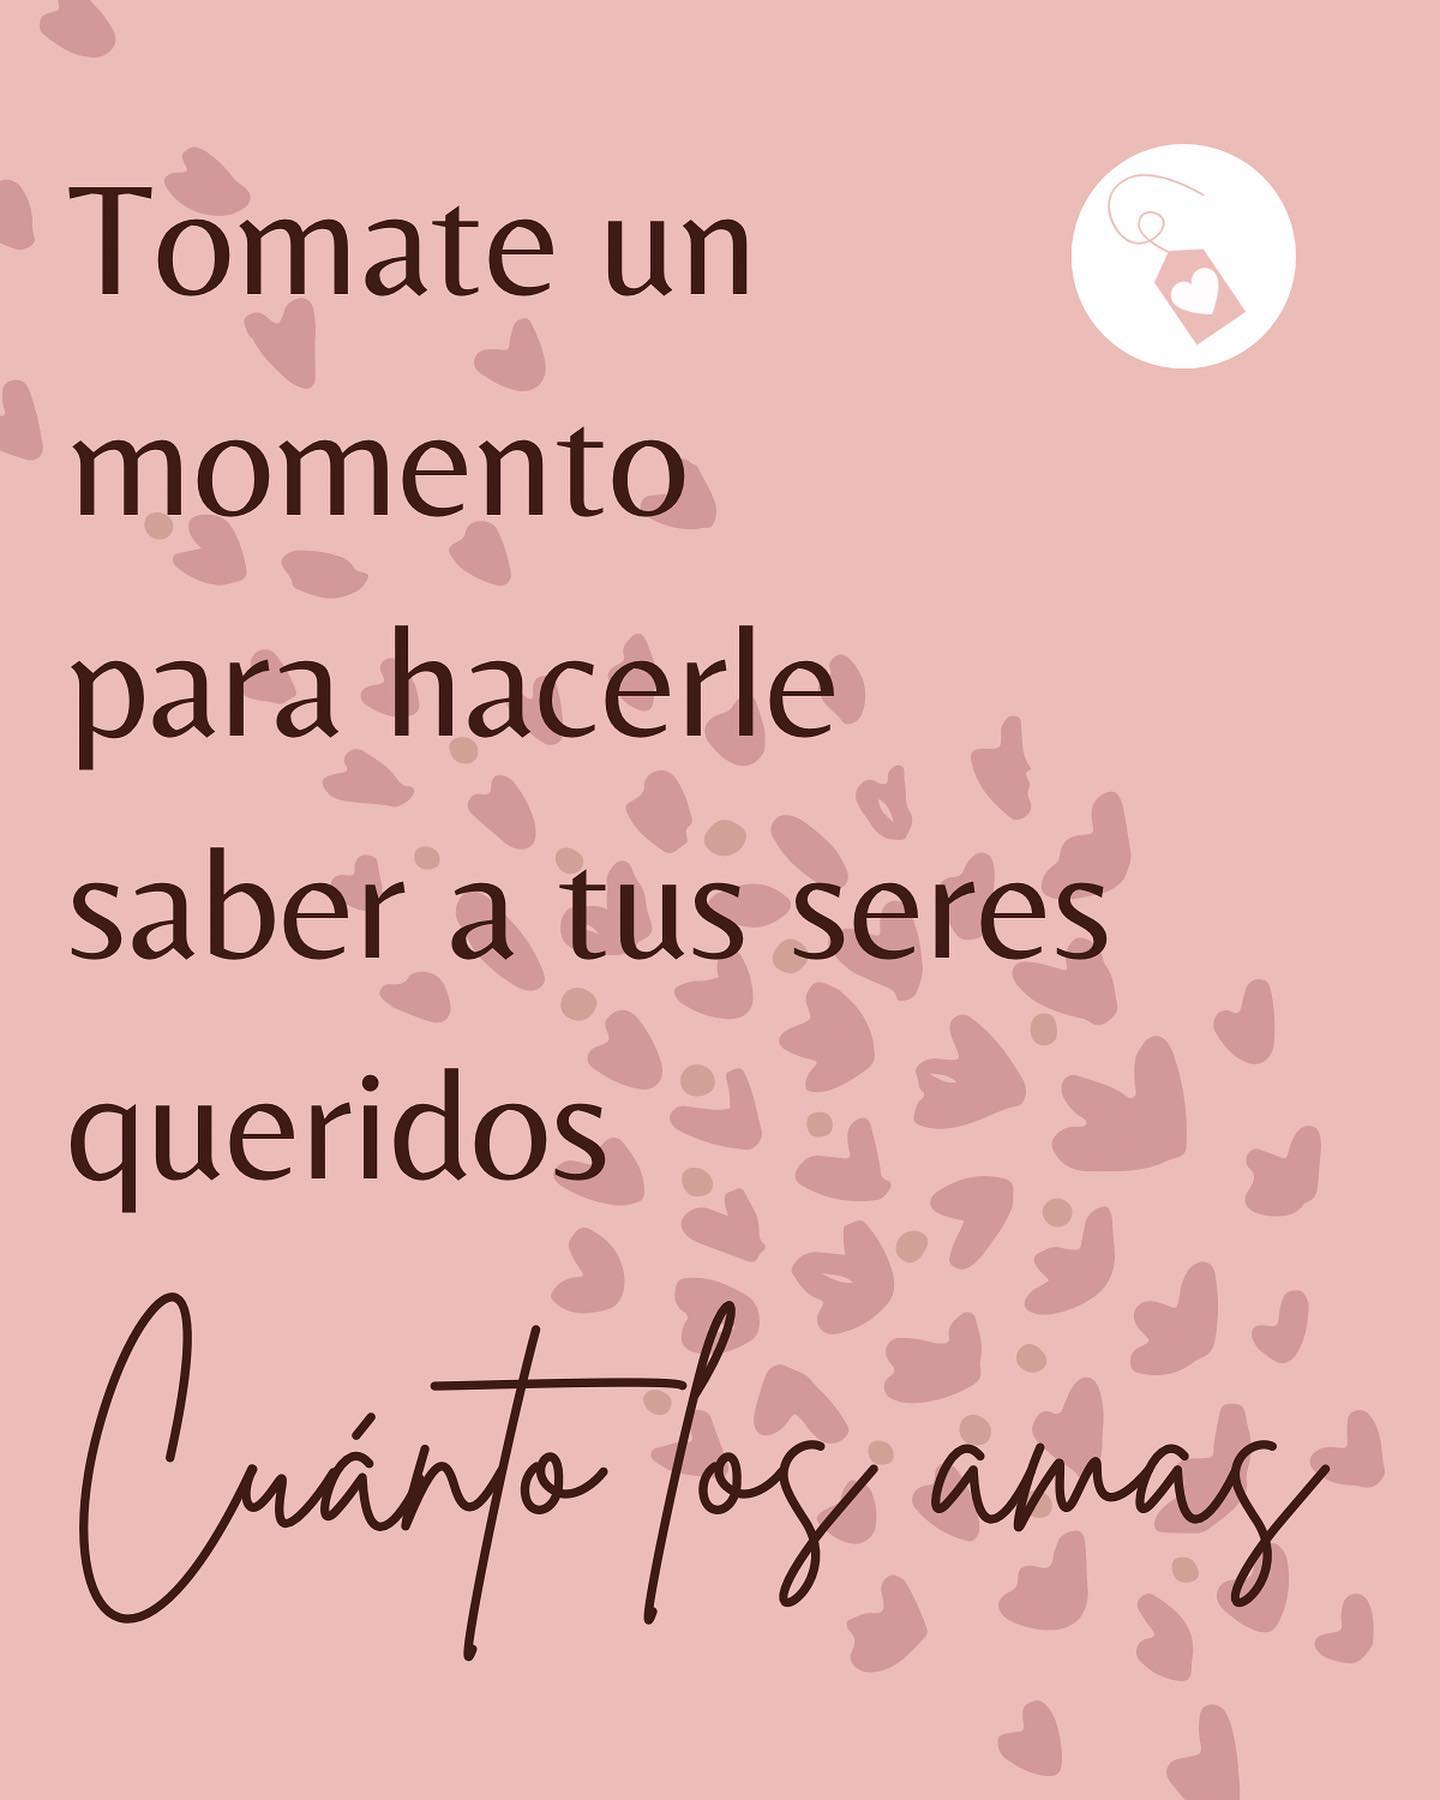 Tomate un
momento
para hacerle
saber a tus seres
queridos
Cuánto los amas